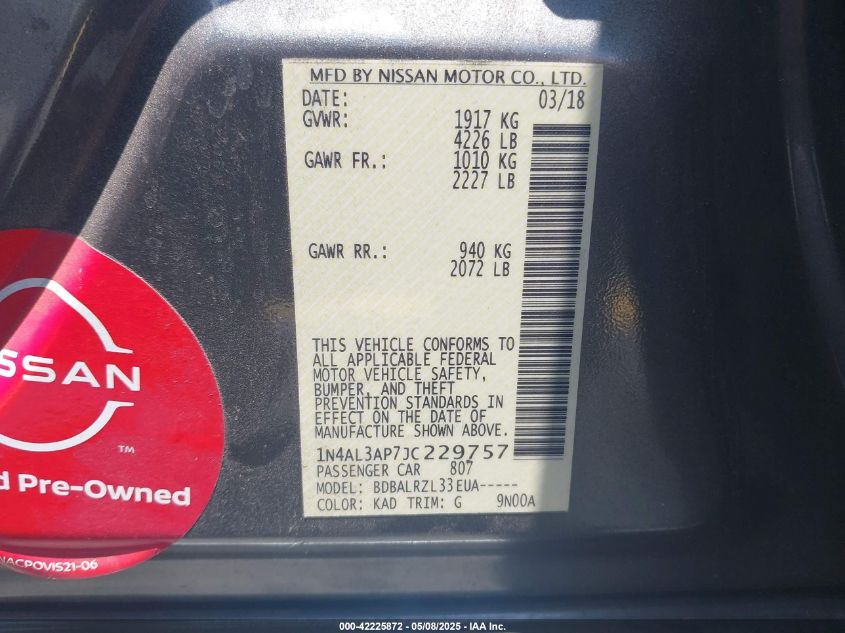 MFD BY NISSAN MOTOR CO., LTD.
DATE: 03/18
GVWR: 1917 KG
4226 LB
GAWR FR.: 1010 KG
2227 LB
GAWR RR.: 940 KG
2072 LB
THIS VEHICLE CONFORMS TO
ALL APPLICABLE FEDERAL
MOTOR VEHICLE SAFETY,
BUMPER, AND THEFT
PREVENTION STANDARDS IN
EFFECT ON THE DATE OF
MANUFACTURE SHOWN ABOVE.
1N4AL3AP7JC229757
PASSENGER CAR 807
MODEL: BDBALRZL33EUA-----
COLOR: KAD TRIM: G 9N00A
SSAN
TM
d Pre-Owned
NACPOVIS21-06
000-42225872 — 05/08/2025 - IAA Inc.